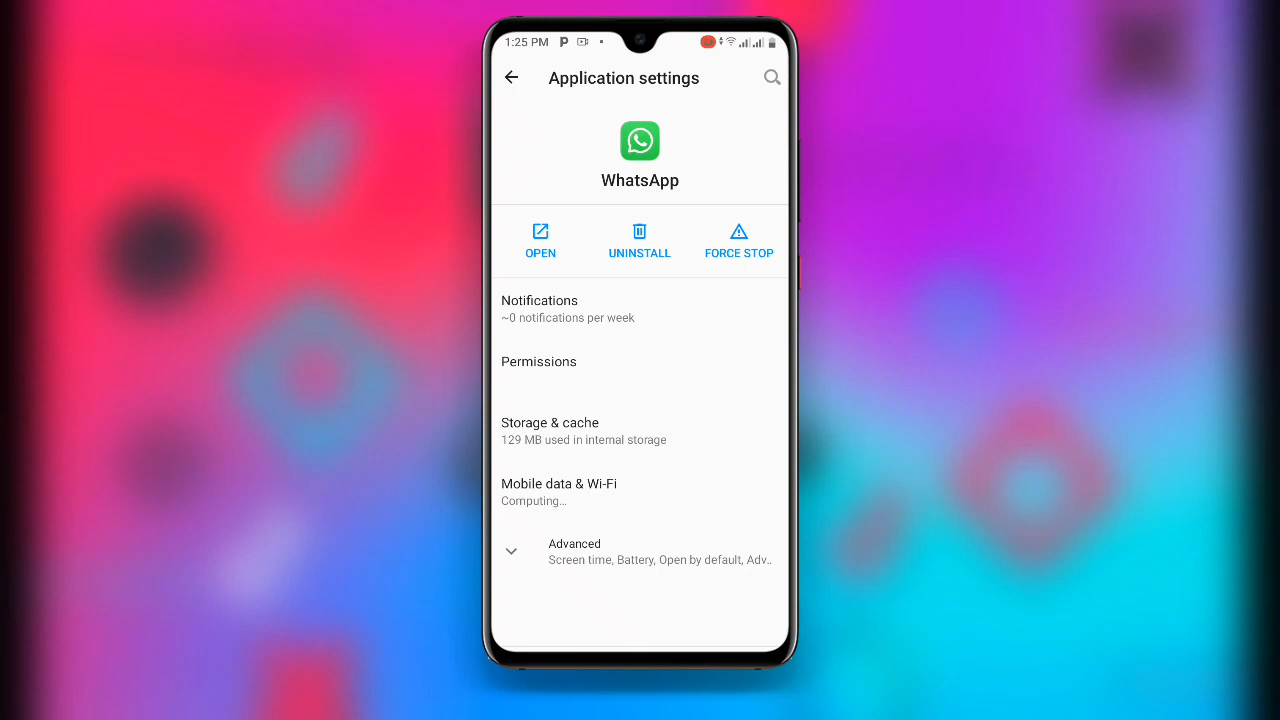 1:25 PM
Application settings
WhatsApp
OPEN
UNINSTALL
FORCE STOP
Notifications
~0 notifications per week
Permissions
Storage & cache
129 MB used in internal storage
Mobile data & Wi-Fi
Computing…
Advanced
Screen time, Battery, Open by default, Adv..